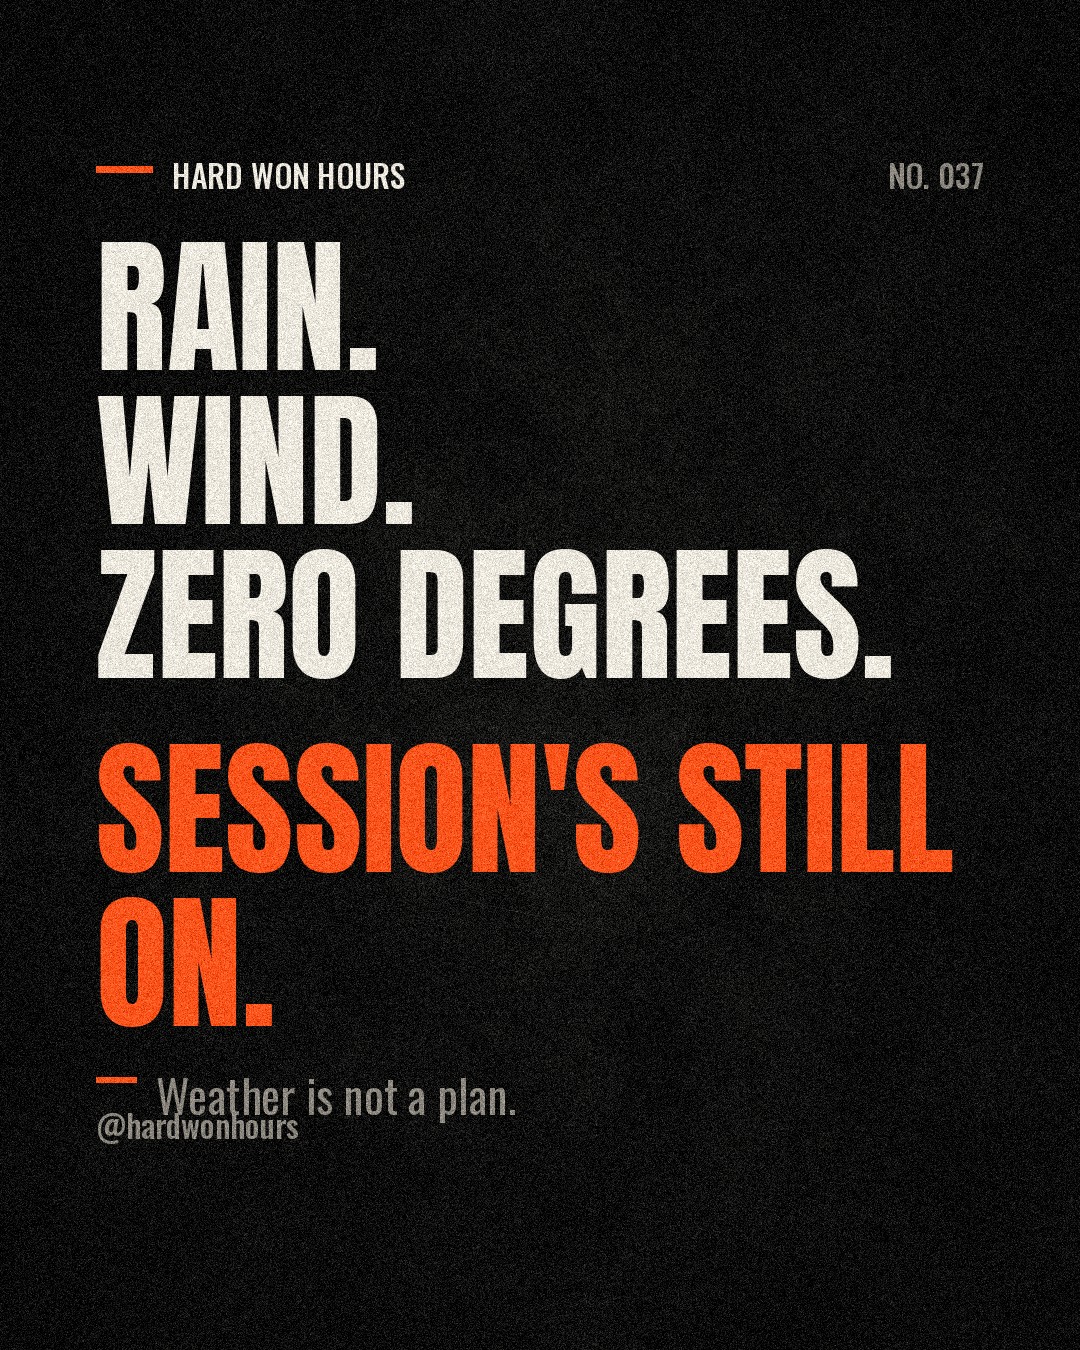 HARD WON HOURS
NO. 037
RAIN.
WIND.
ZERO DEGREES.
SESSION'S STILL
ON.
Weather is not a plan.
@hardwonhours